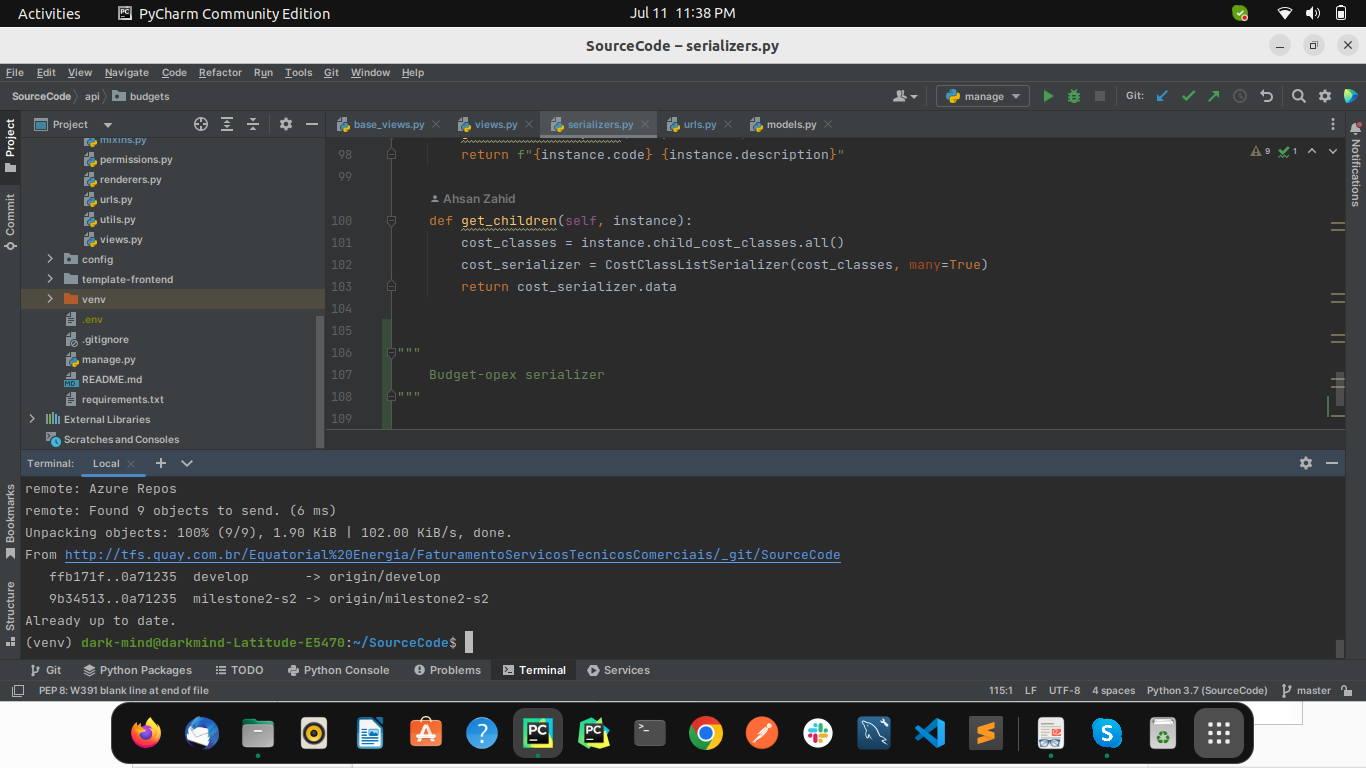 Activities
PyCharm Community Edition
Jul 11 11:38 PM
SourceCode – serializers.py
File Edit View Navigate Code Refactor Run Tools Git Window Help
SourceCode api budgets
manage
Git:
Project
base_views.py
views.py
serializers.py
urls.py
models.py
Project
Commit
Bookmarks
Structure
Notifications
mixins.py
permissions.py
renderers.py
urls.py
utils.py
views.py
config
template-frontend
venv
.env
.gitignore
manage.py
README.md
requirements.txt
External Libraries
Scratches and Consoles
9 1
98 return f"{instance.code} {instance.description}"
99
Ahsan Zahid
100 def get_children(self, instance):
101 cost_classes = instance.child_cost_classes.all()
102 cost_serializer = CostClassListSerializer(cost_classes, many=True)
103 return cost_serializer.data
104
105
106 """
107 Budget-opex serializer
108 """
109
Terminal: Local
remote: Azure Repos
remote: Found 9 objects to send. (6 ms)
Unpacking objects: 100% (9/9), 1.90 KiB | 102.00 KiB/s, done.
From http://tfs.quay.com.br/Equatorial%20Energia/FaturamentoServicosTecnicosComerciais/_git/SourceCode
ffb171f..0a71235 develop -> origin/develop
9b34513..0a71235 milestone2-s2 -> origin/milestone2-s2
Already up to date.
(venv) dark-mind@darkmind-Latitude-E5470:~/SourceCode$
Git Python Packages TODO Python Console Problems Terminal Services
PEP 8: W391 blank line at end of file
115:1 LF UTF-8 4 spaces Python 3.7 (SourceCode) master